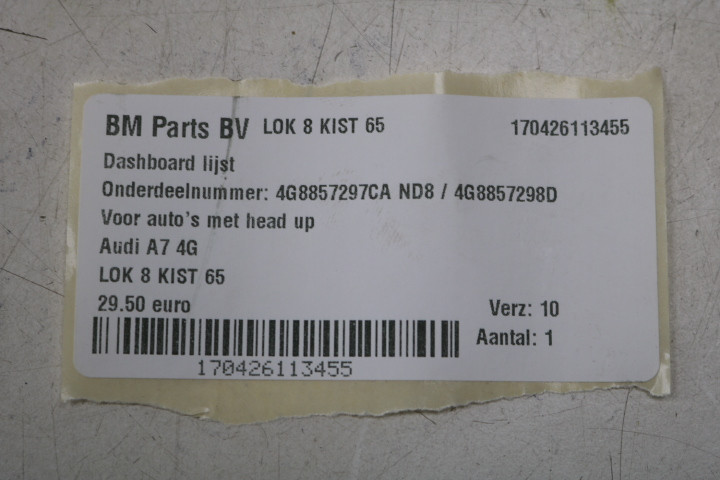 BM Parts BV LOK 8 KIST 65 170426113455
Dashboard lijst
Onderdeelnummer: 4G8857297CA ND8 / 4G8857298D
Voor auto's met head up
Audi A7 4G
LOK 8 KIST 65
29.50 euro Verz: 10
Aantal: 1
170426113455